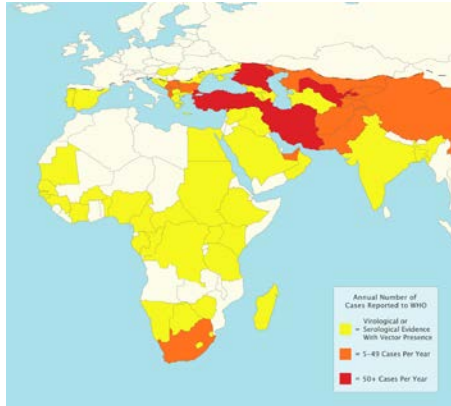 Annual Number of
Cases Reported to WHO
Virological or
= Serological Evidence
With Vector Presence
= 5-49 Cases Per Year
= 50+ Cases Per Year